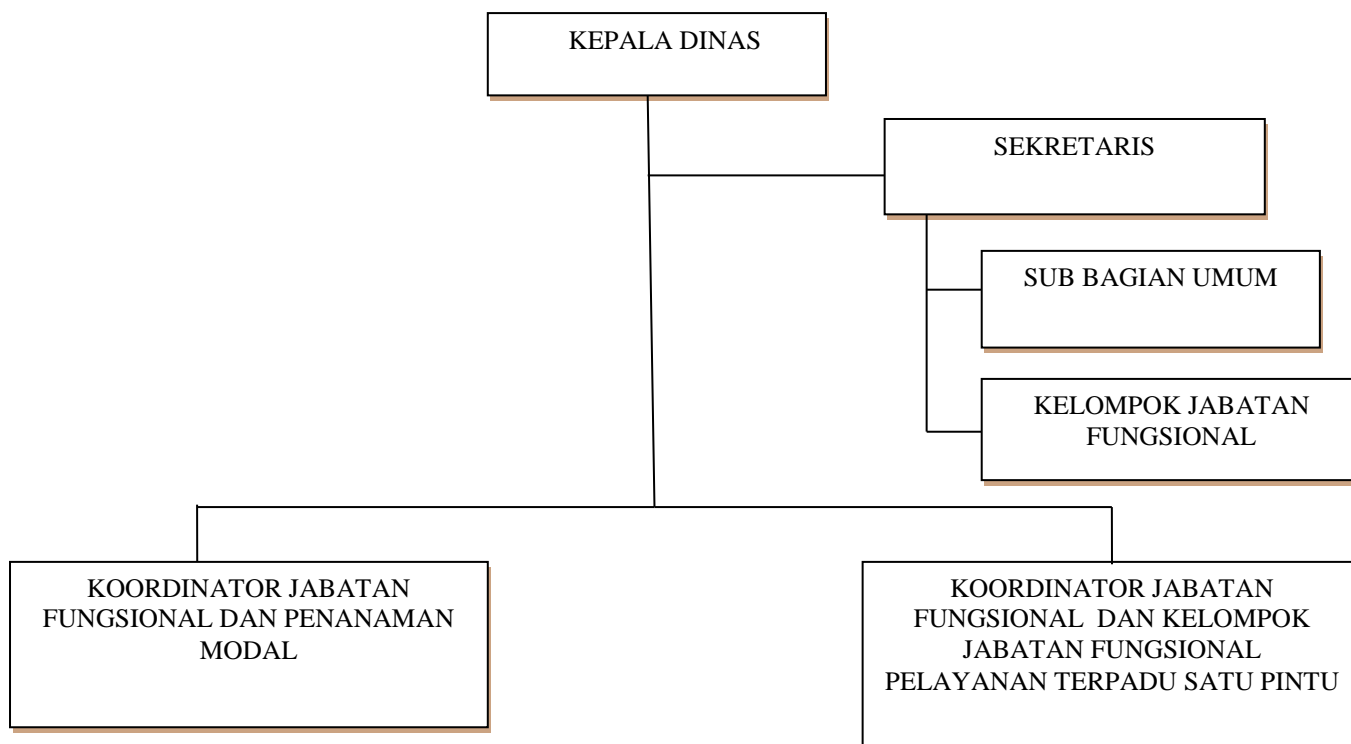 KEPALA DINAS
SEKRETARIS
SUB BAGIAN UMUM
KELOMPOK JABATAN
FUNGSIONAL
KOORDINATOR JABATAN
FUNGSIONAL DAN PENANAMAN
MODAL
KOORDINATOR JABATAN
FUNGSIONAL DAN KELOMPOK
JABATAN FUNGSIONAL
PELAYANAN TERPADU SATU PINTU